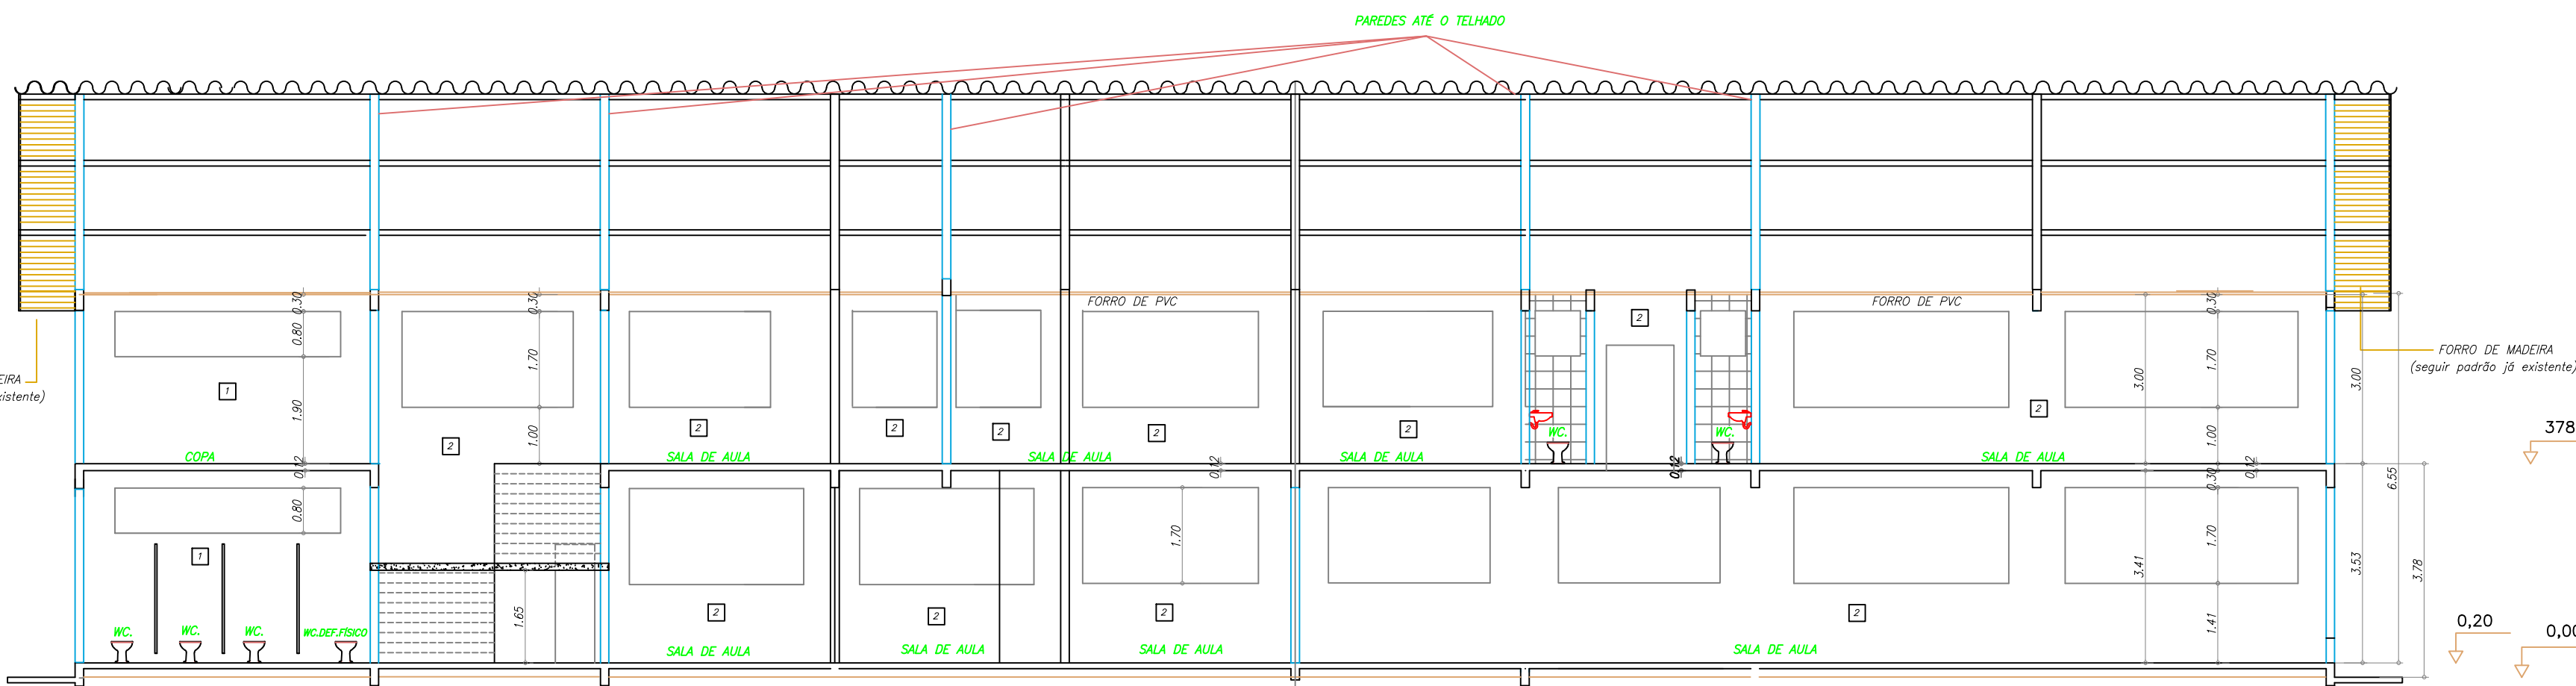 PAREDES ATÉ O TELHADO
FORRO DE PVC
FORRO DE PVC
0.30
0.80
1.90
0.12
0.80
0.30
1.70
1.00
1.65
1
2
2
2
2
2
2
2
2
COPA
SALA DE AULA
SALA DE AULA
SALA DE AULA
WC.
WC.
SALA DE AULA
0.12
0.12
0.12
1.70
3.00
3.41
0.30
1.70
1.00
0.30
1.70
1.41
3.00
3.53
6.55
3.78
EIRA
xistente)
FORRO DE MADEIRA
(seguir padrão já existente)
378
0,20
0,00
1
2
2
2
2
WC.
WC.
WC.
WC.DEF.FÍSICO
SALA DE AULA
SALA DE AULA
SALA DE AULA
SALA DE AULA